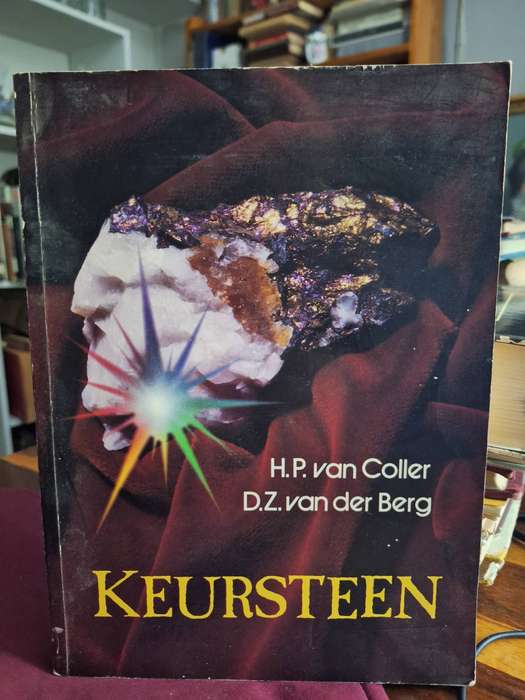 H.P. van Coller
D.Z. van der Berg
KEURSTEEN